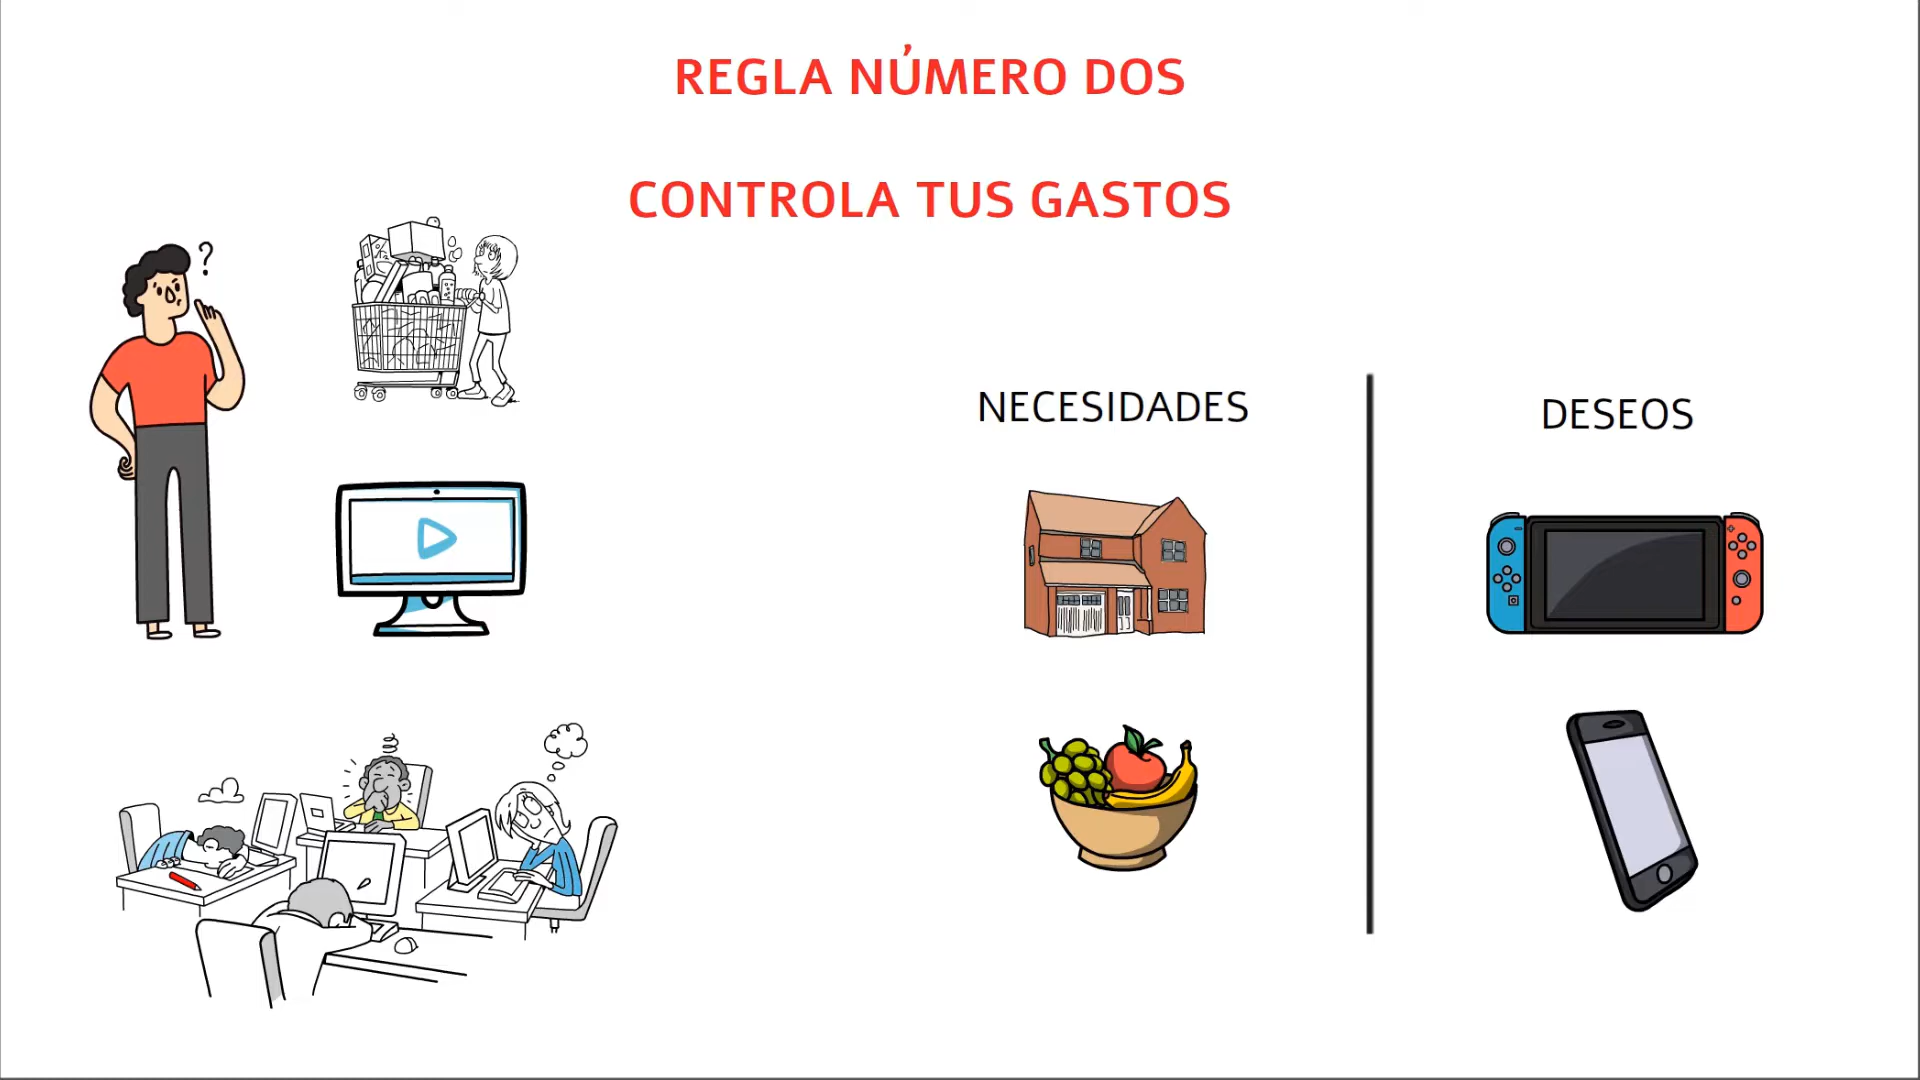 REGLA NÚMERO DOS
CONTROLA TUS GASTOS
?
NECESIDADES
DESEOS